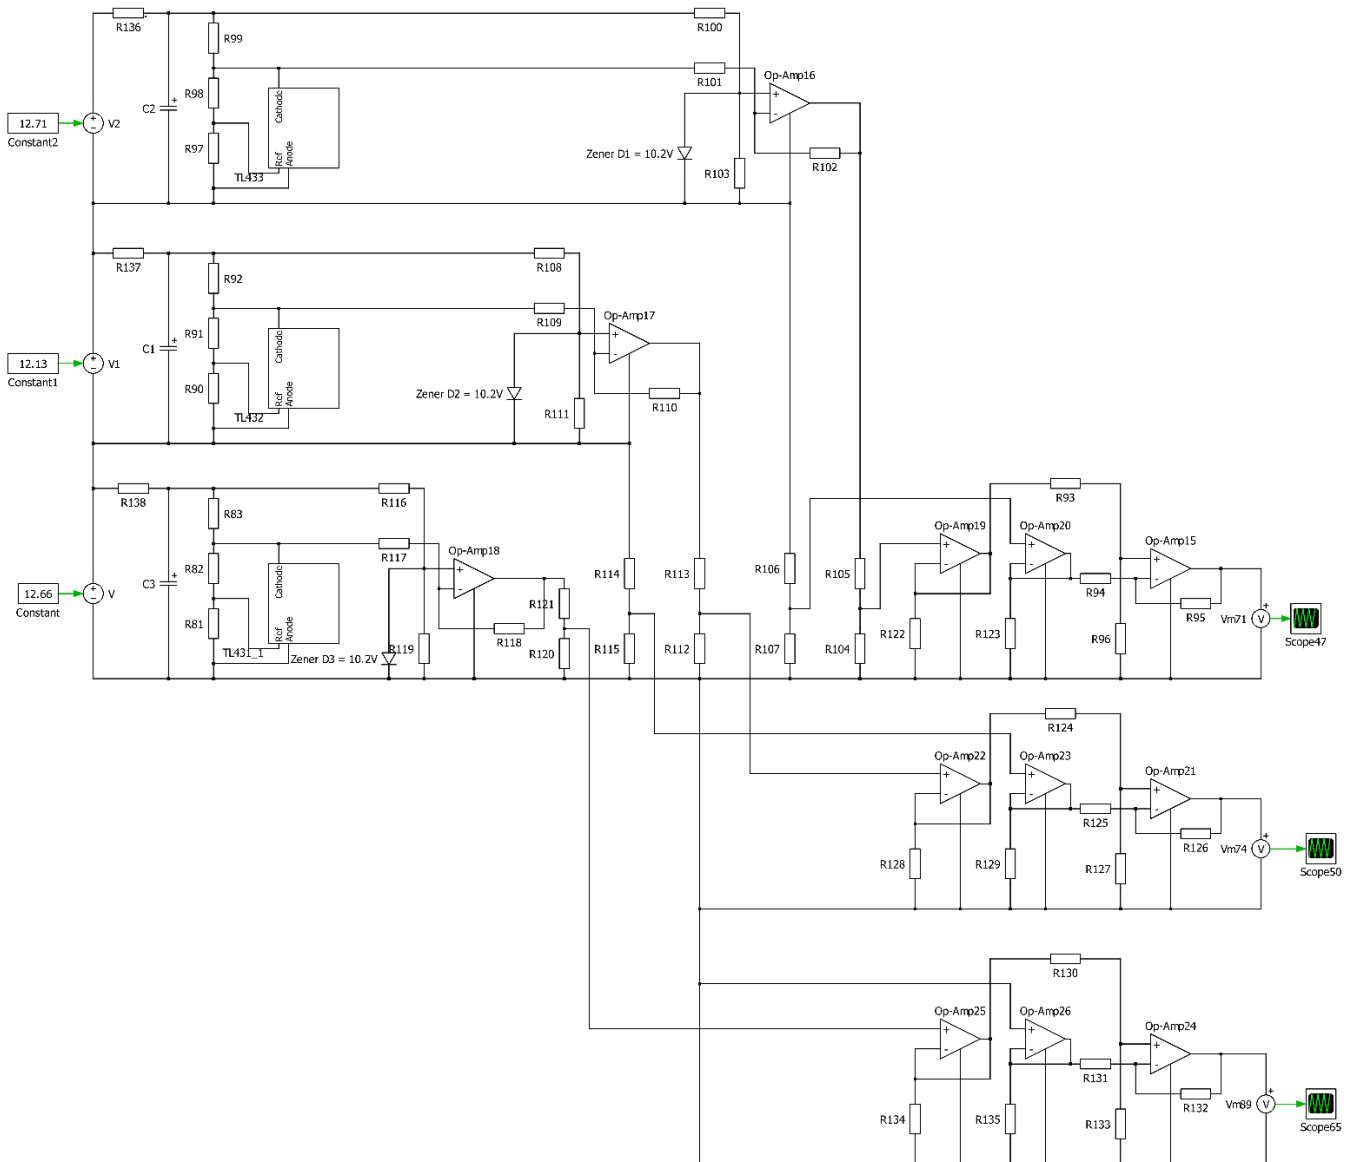 R136
R100
R99
R101
Op-Amp16
+
-
R98
Cathode
C2
+
12.71
+
−
V2
Constant2
R97
Ref
Anode
TL433
Zener D1 = 10.2V
R103
R102
R137
R108
R92
R109
Op-Amp17
+
-
R91
Cathode
C1
+
12.13
+
−
V1
Constant1
R90
Ref
Anode
TL432
Zener D2 = 10.2V
R111
R110
R138
R116
R83
R117
Op-Amp18
+
-
R82
Cathode
C3
+
12.66
+
−
V
Constant
R81
Ref
Anode
TL431_1
Zener D3 = 10.2V
R119
R118
R121
R120
R114
R113
R115
R112
R106
R105
R107
R104
R93
Op-Amp19
+
-
Op-Amp20
+
-
Op-Amp15
+
-
R94
R95
R122
R123
R96
Vm71
+
V
Scope47
R124
Op-Amp22
+
-
Op-Amp23
+
-
Op-Amp21
+
-
R125
R126
R128
R129
R127
Vm74
+
V
Scope50
R130
Op-Amp25
+
-
Op-Amp26
+
-
Op-Amp24
+
-
R131
R132
R134
R135
R133
Vm89
+
V
Scope65